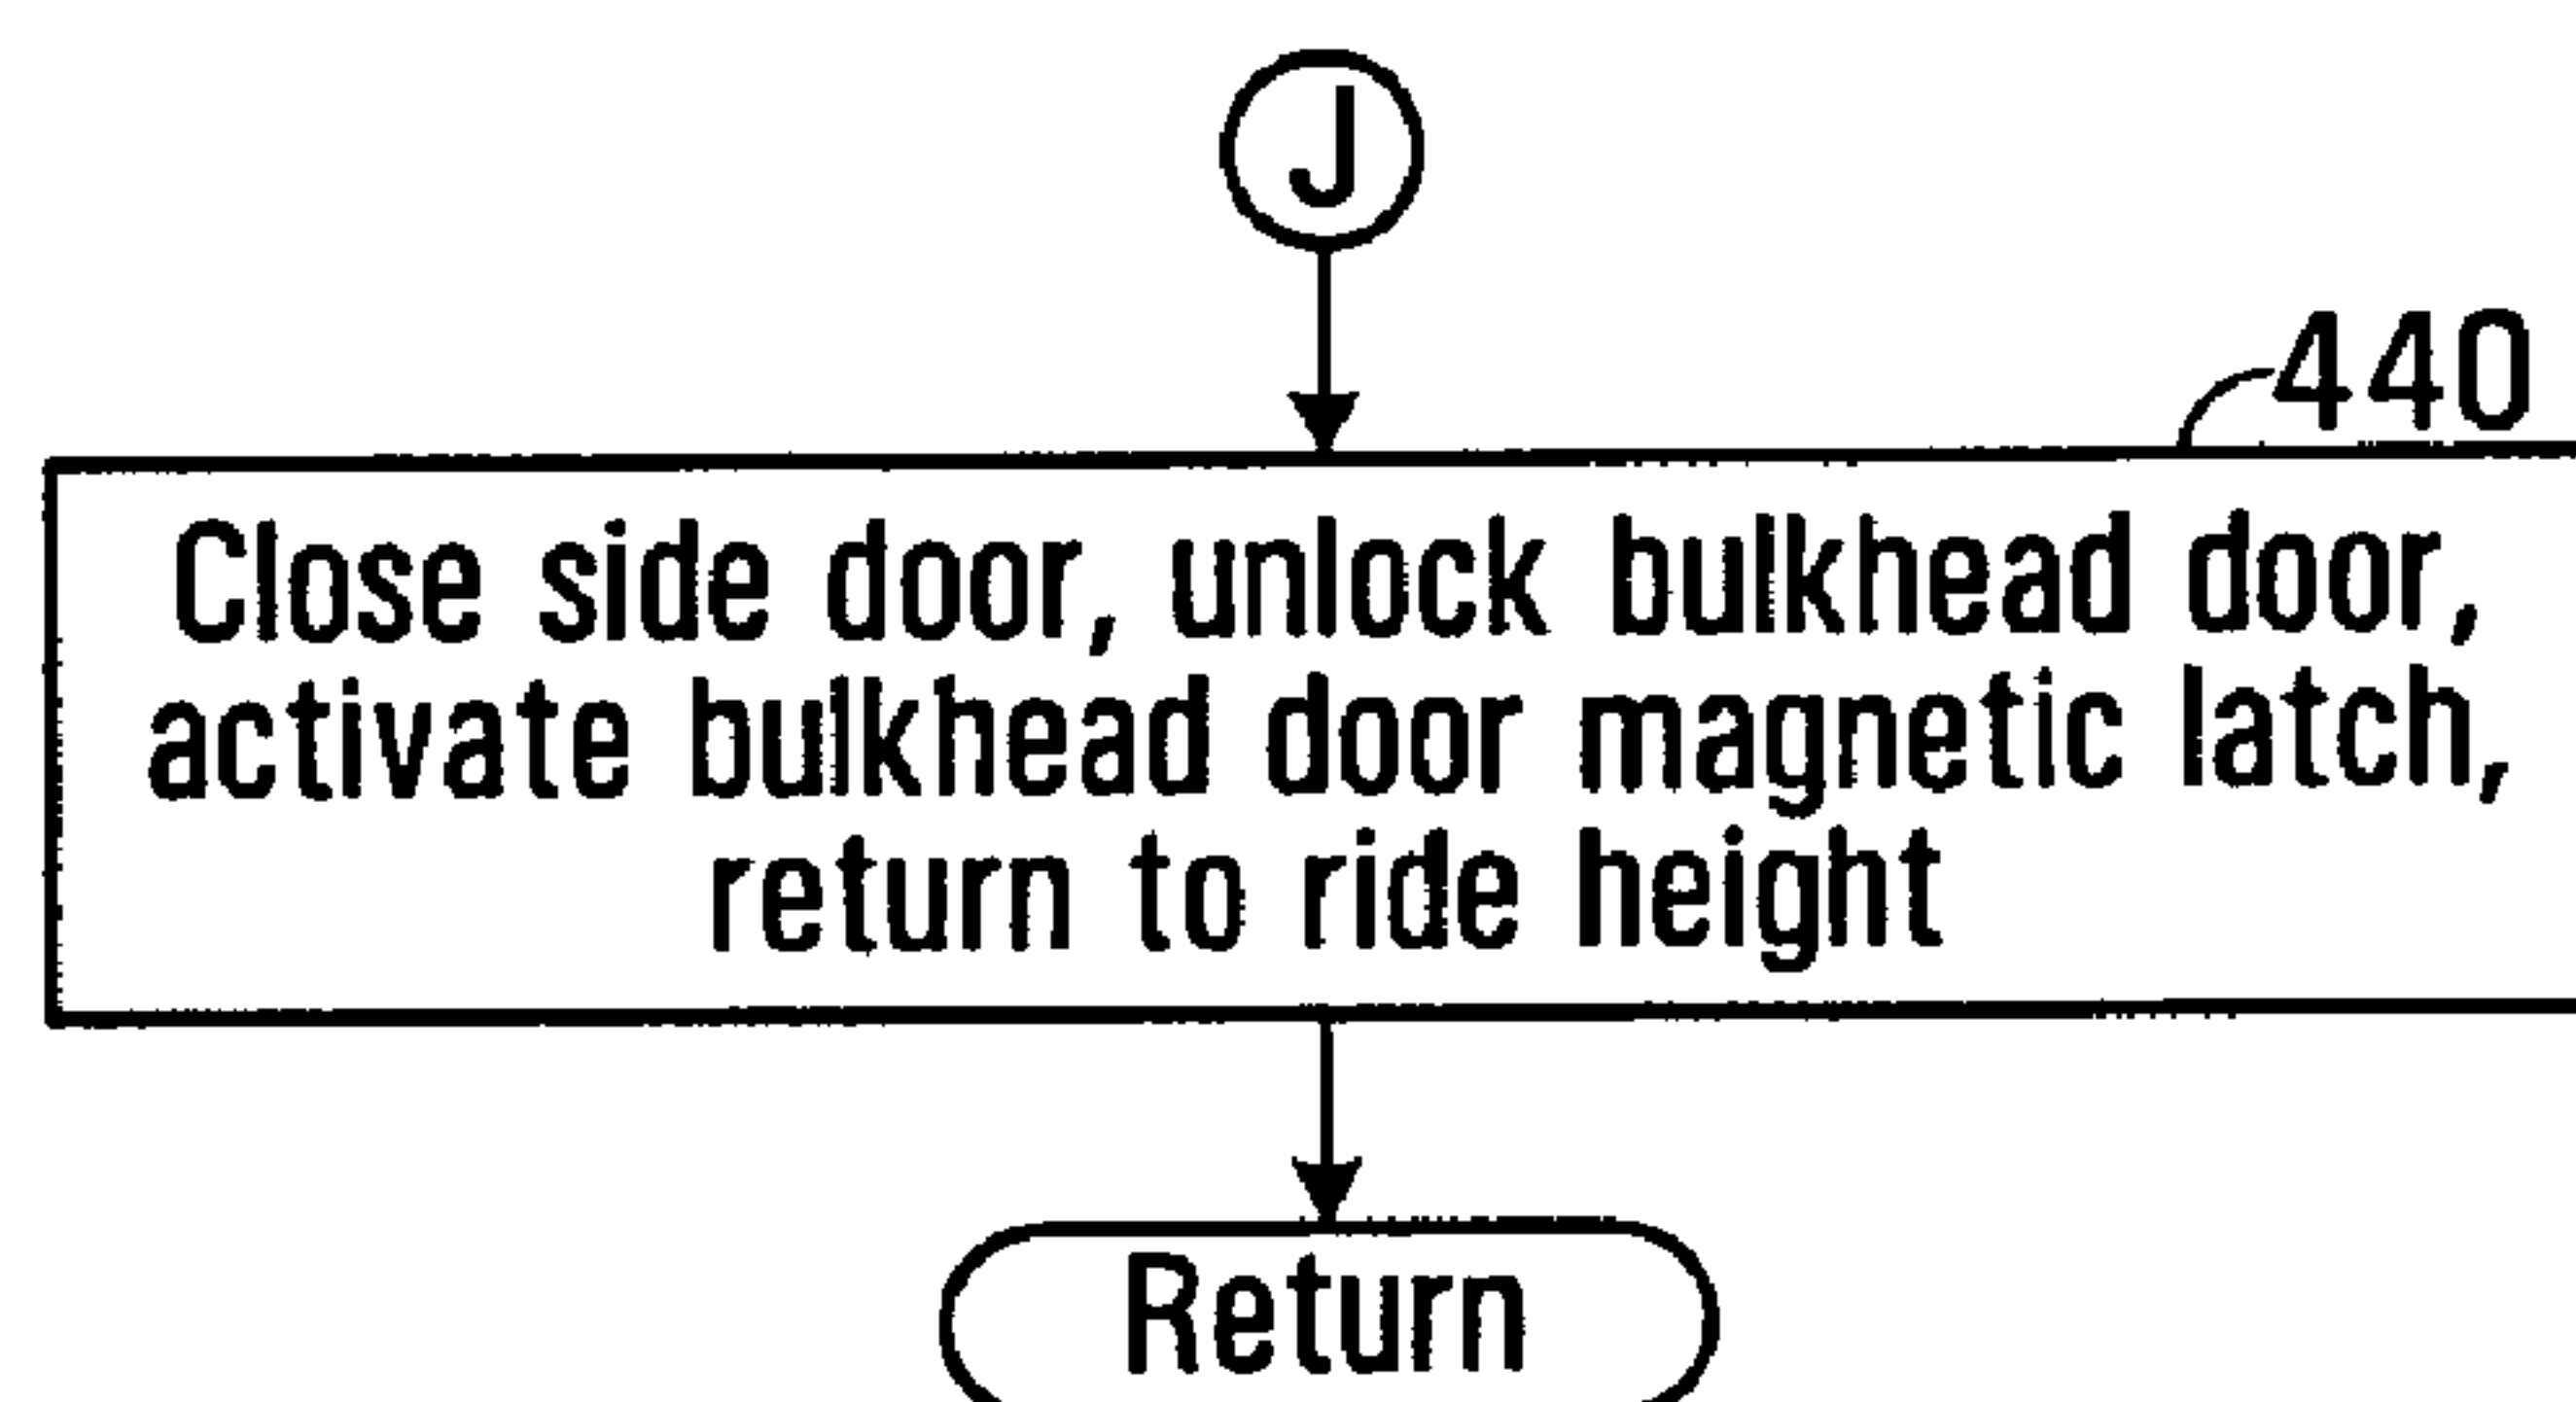 J
440
Close side door, unlock bulkhead door,
activate bulkhead door magnetic latch,
return to ride height
Return